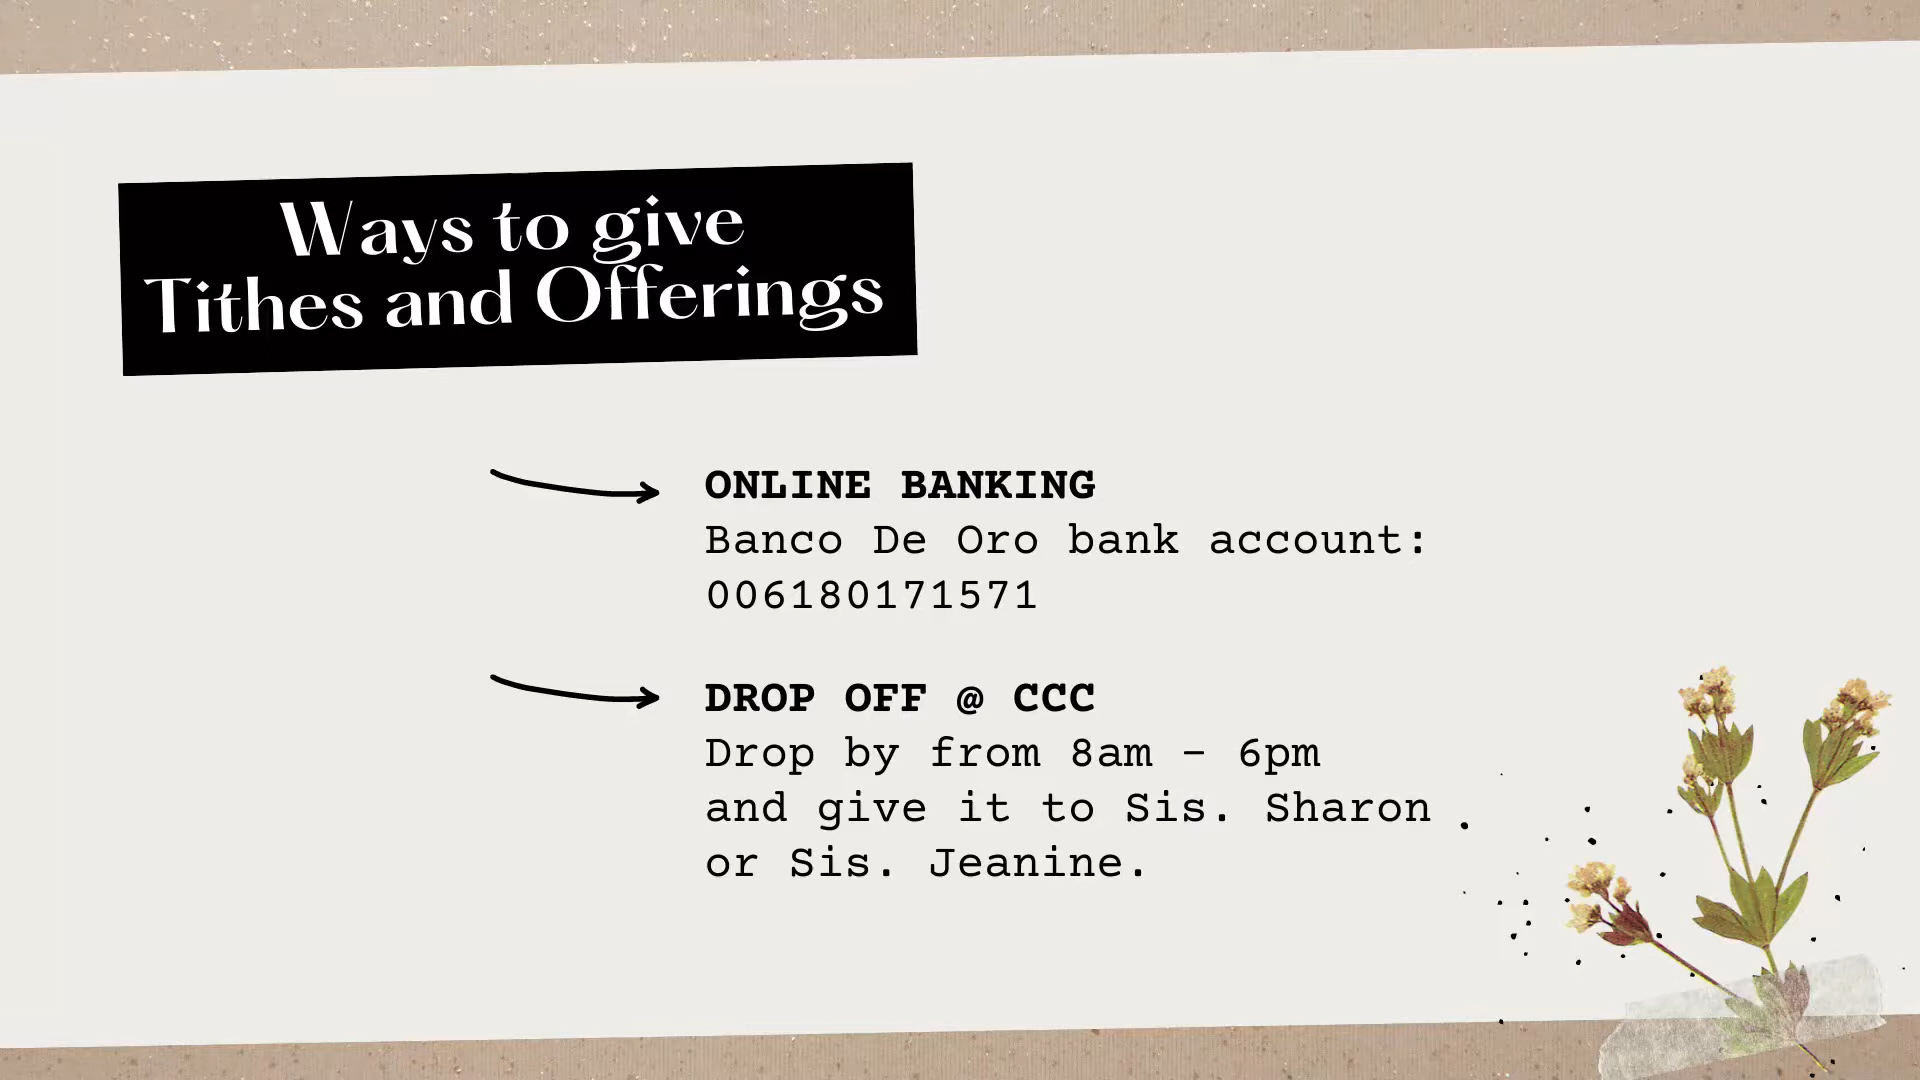 Ways to give
Tithes and Offerings
ONLINE BANKING
Banco De Oro bank account:
006180171571
DROP OFF @ CCC
Drop by from 8am - 6pm
and give it to Sis. Sharon
or Sis. Jeanine.